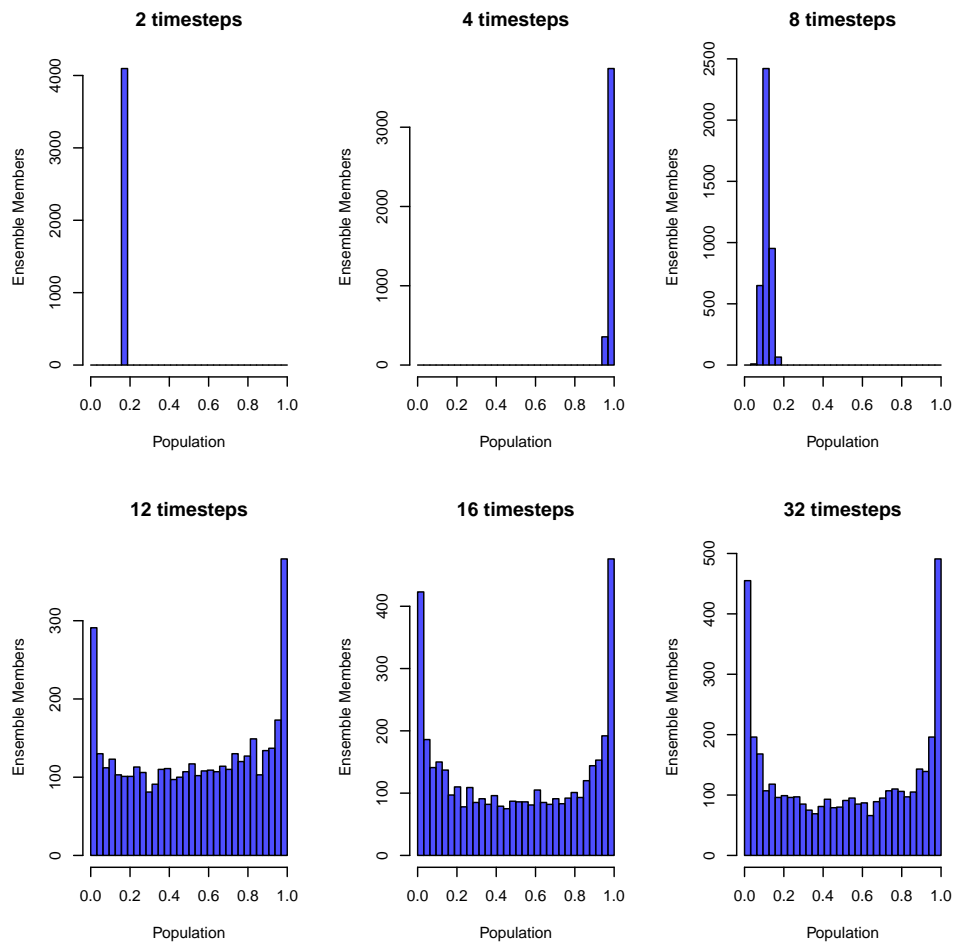 2 timesteps
Ensemble Members
0 1000 2000 3000 4000
0.0 0.2 0.4 0.6 0.8 1.0
Population
4 timesteps
Ensemble Members
0 1000 2000 3000
0.0 0.2 0.4 0.6 0.8 1.0
Population
8 timesteps
Ensemble Members
0 500 1000 1500 2000 2500
0.0 0.2 0.4 0.6 0.8 1.0
Population
12 timesteps
Ensemble Members
0 100 200 300
0.0 0.2 0.4 0.6 0.8 1.0
Population
16 timesteps
Ensemble Members
0 100 200 300 400
0.0 0.2 0.4 0.6 0.8 1.0
Population
32 timesteps
Ensemble Members
0 100 200 300 400 500
0.0 0.2 0.4 0.6 0.8 1.0
Population